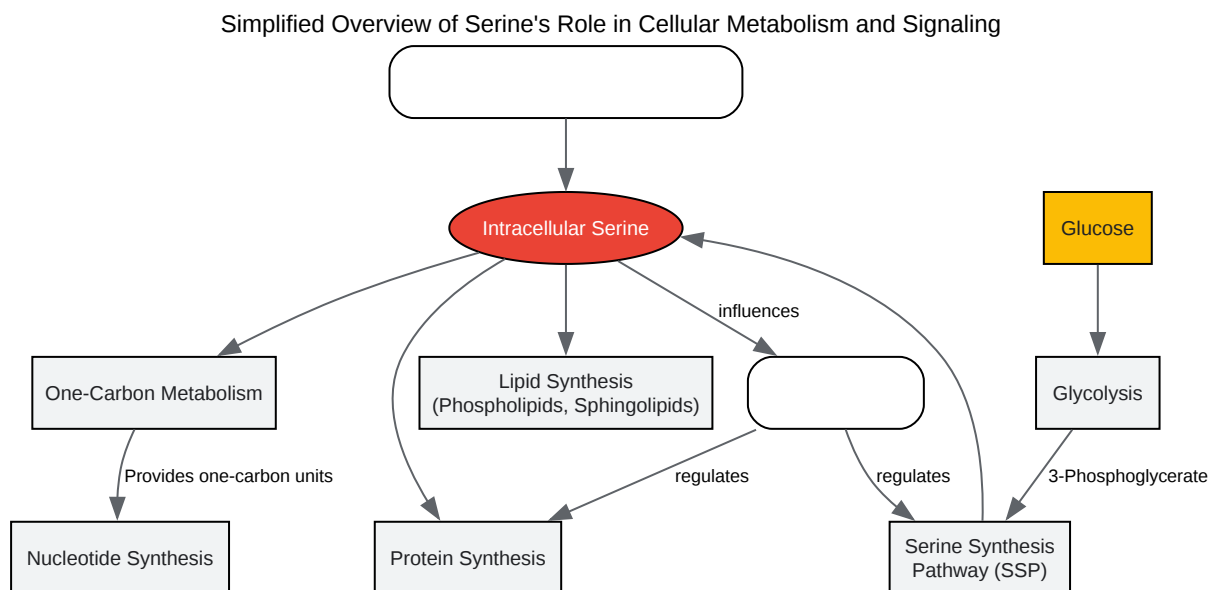 Simplified Overview of Serine's Role in Cellular Metabolism and Signaling
Intracellular Serine
Glucose
influences
One-Carbon Metabolism
Lipid Synthesis
(Phospholipids, Sphingolipids)
Glycolysis
Provides one-carbon units
regulates
regulates
3-Phosphoglycerate
Nucleotide Synthesis
Protein Synthesis
Serine Synthesis
Pathway (SSP)